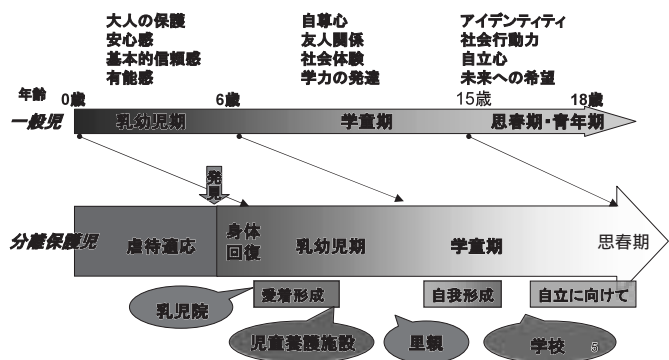 大人の保護
安心感
基本的信頼感
有能感
自尊心
友人関係
社会体験
学力の発達
アイデンティティ
社会行動力
自立心
未来への希望
年齢
0歳
6歳
15歳
18歳
一般児
乳幼児期
学童期
思春期・青年期
発見
分離保護児
虐待適応
身体
回復
乳幼児期
学童期
思春期
愛着形成
自我形成
自立に向けて
乳児院
児童養護施設
里親
学校
5